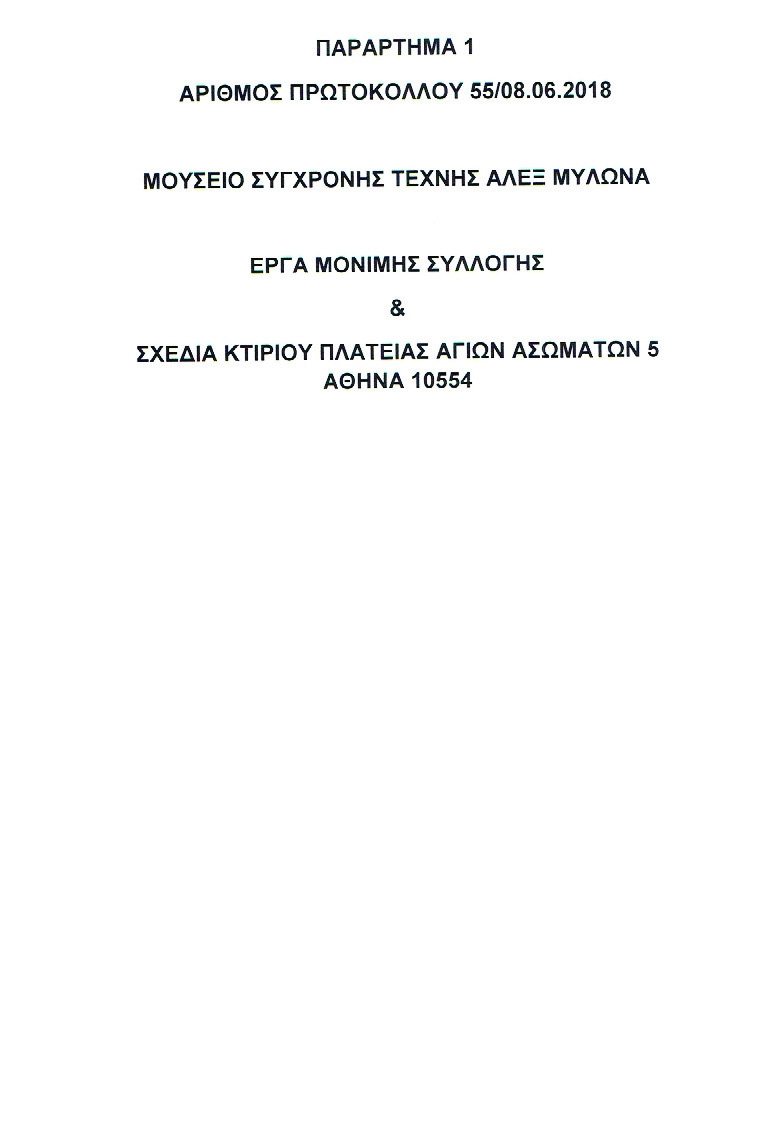 ΠΑΡΑΡΤΗΜΑ 1
ΑΡΙΘΜΟΣ ΠΡΩΤΟΚΟΛΛΟΥ 55/08.06.2018
ΜΟΥΣΕΙΟ ΣΥΓΧΡΟΝΗΣ ΤΕΧΝΗΣ ΑΛΕΞ ΜΥΛΩΝΑ
ΕΡΓΑ ΜΟΝΙΜΗΣ ΣΥΛΛΟΓΗΣ
&
ΣΧΕΔΙΑ ΚΤΙΡΙΟΥ ΠΛΑΤΕΙΑΣ ΑΓΙΩΝ ΑΣΩΜΑΤΩΝ 5
ΑΘΗΝΑ 10554